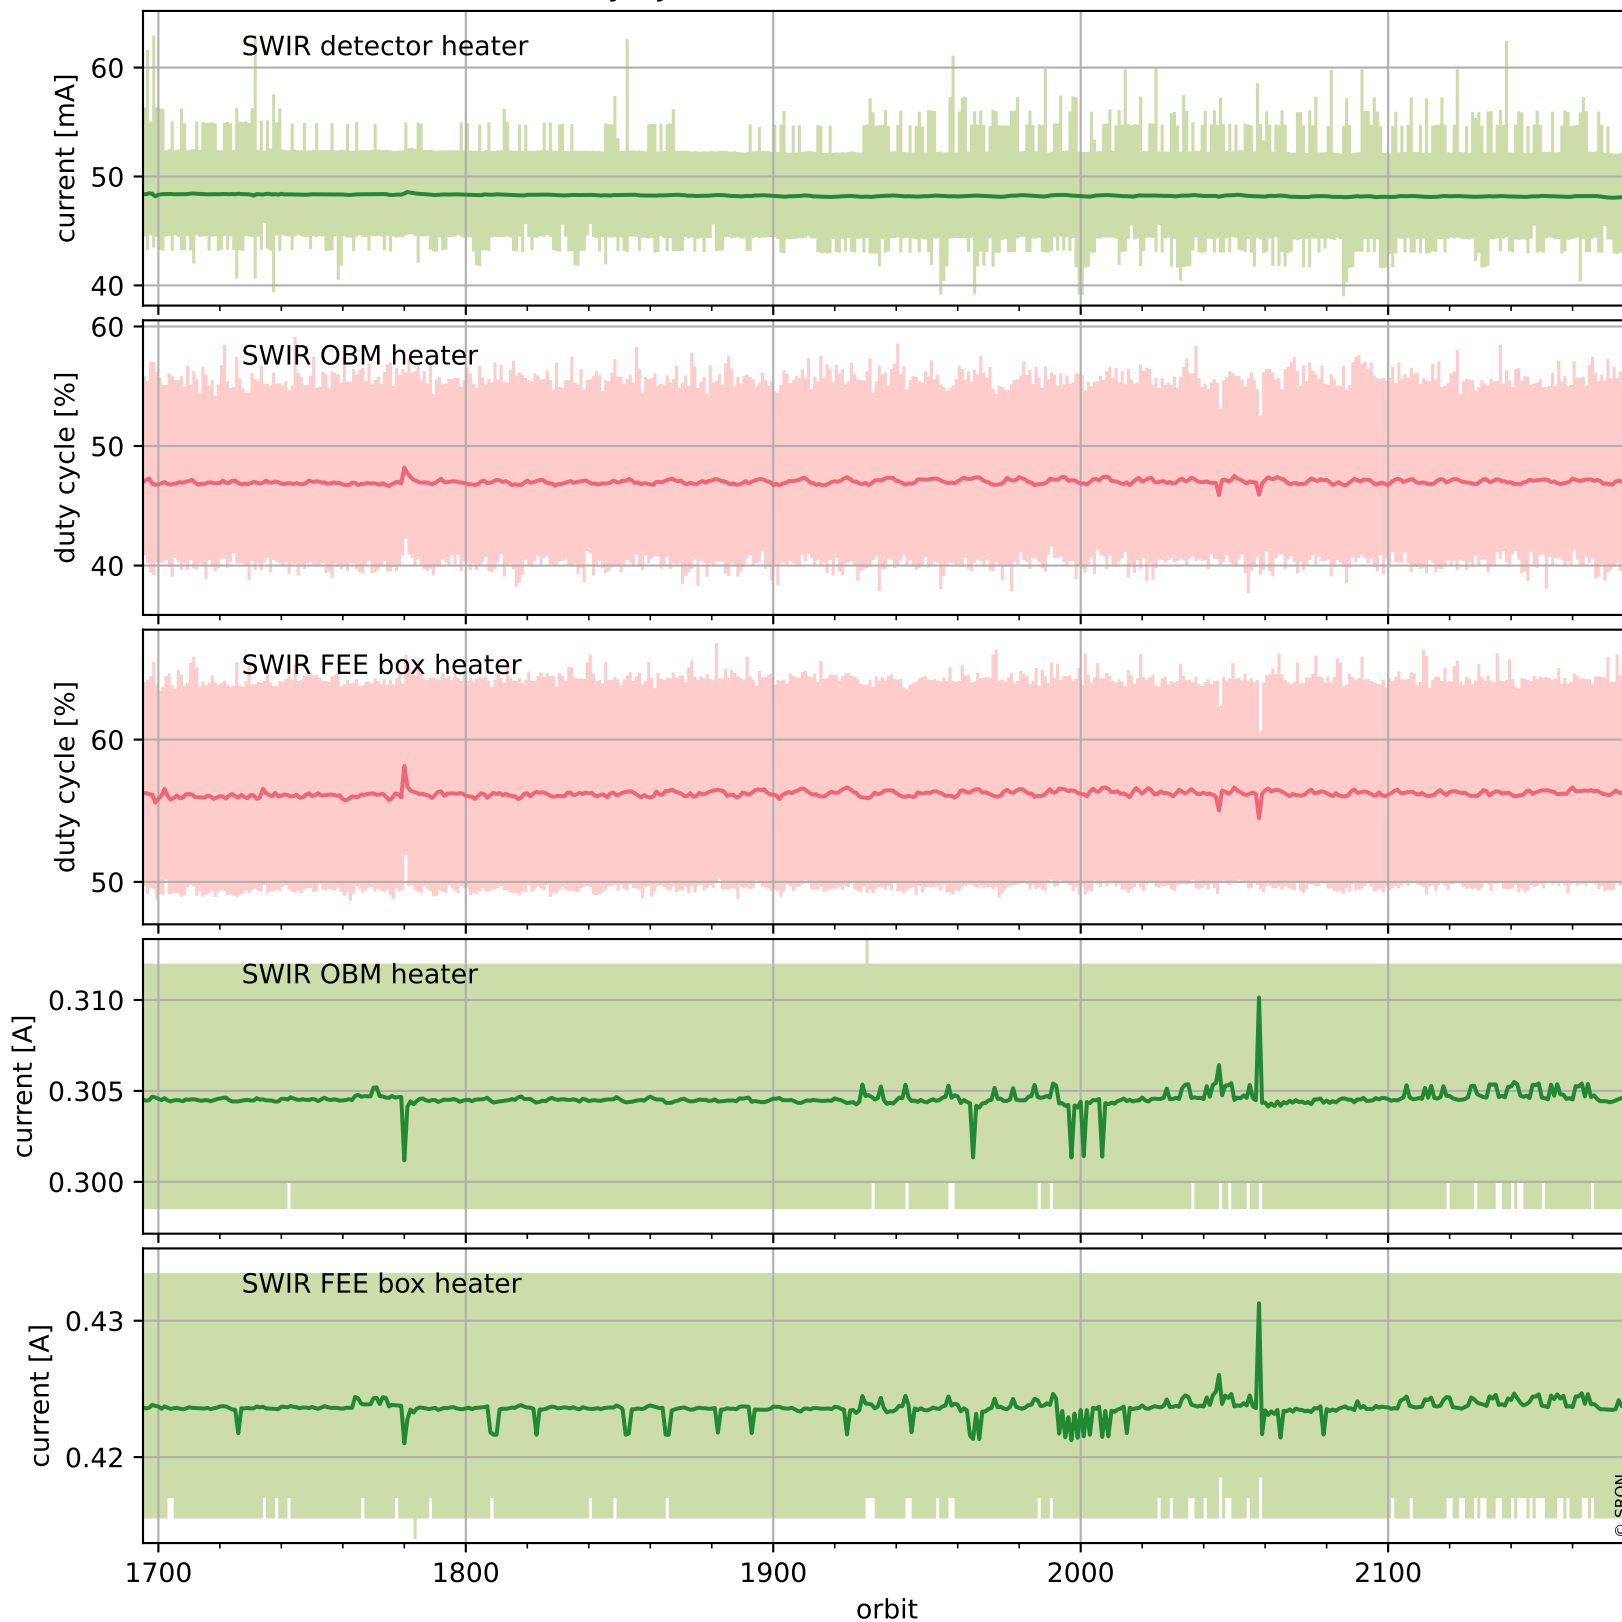 SWIR detector heater
60
50
40
current [mA]
SWIR OBM heater
60
50
40
duty cycle [%]
SWIR FEE box heater
60
50
duty cycle [%]
SWIR OBM heater
0.310
0.305
0.300
current [A]
SWIR FEE box heater
0.43
0.42
current [A]
© SRON
1700 1800 1900 2000 2100
orbit